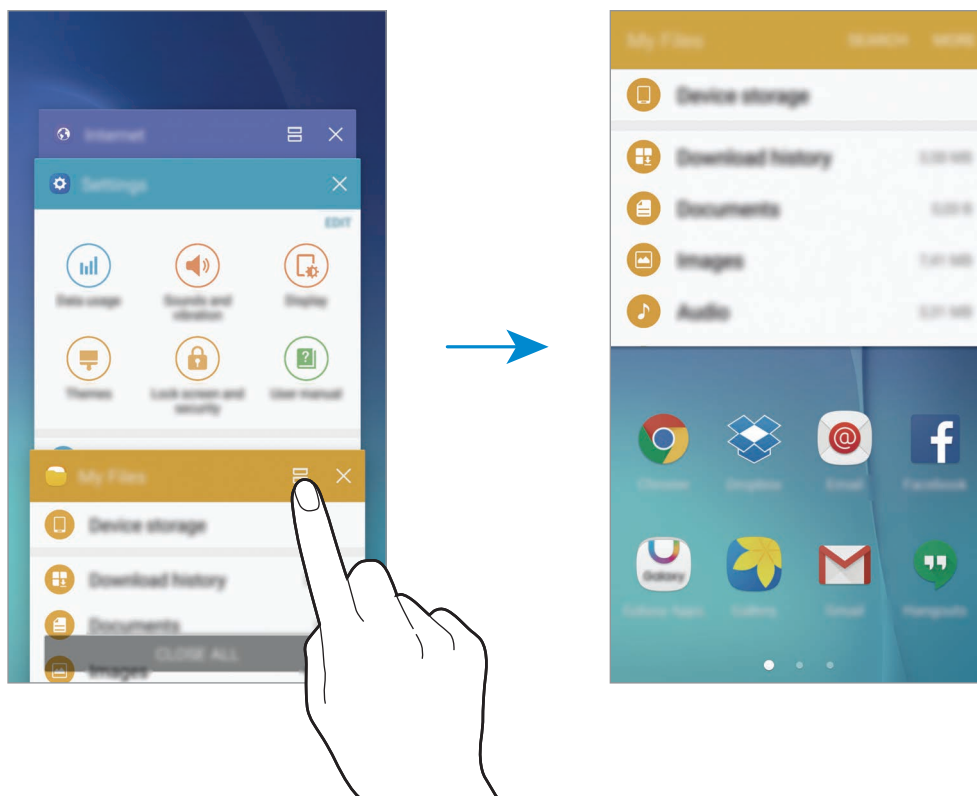 Internet
Settings
EDIT
Data usage
Sounds and vibration
Display
Themes
Lock screen and security
User manual
My Files
Device storage
Download history
Documents
CLOSE ALL
Images
My Files SEARCH MORE
Device storage
Download history
Documents
Images
Audio
Chrome
Dropbox
Email
Facebook
Galaxy
Galaxy Apps
Gallery
Gmail
Hangouts